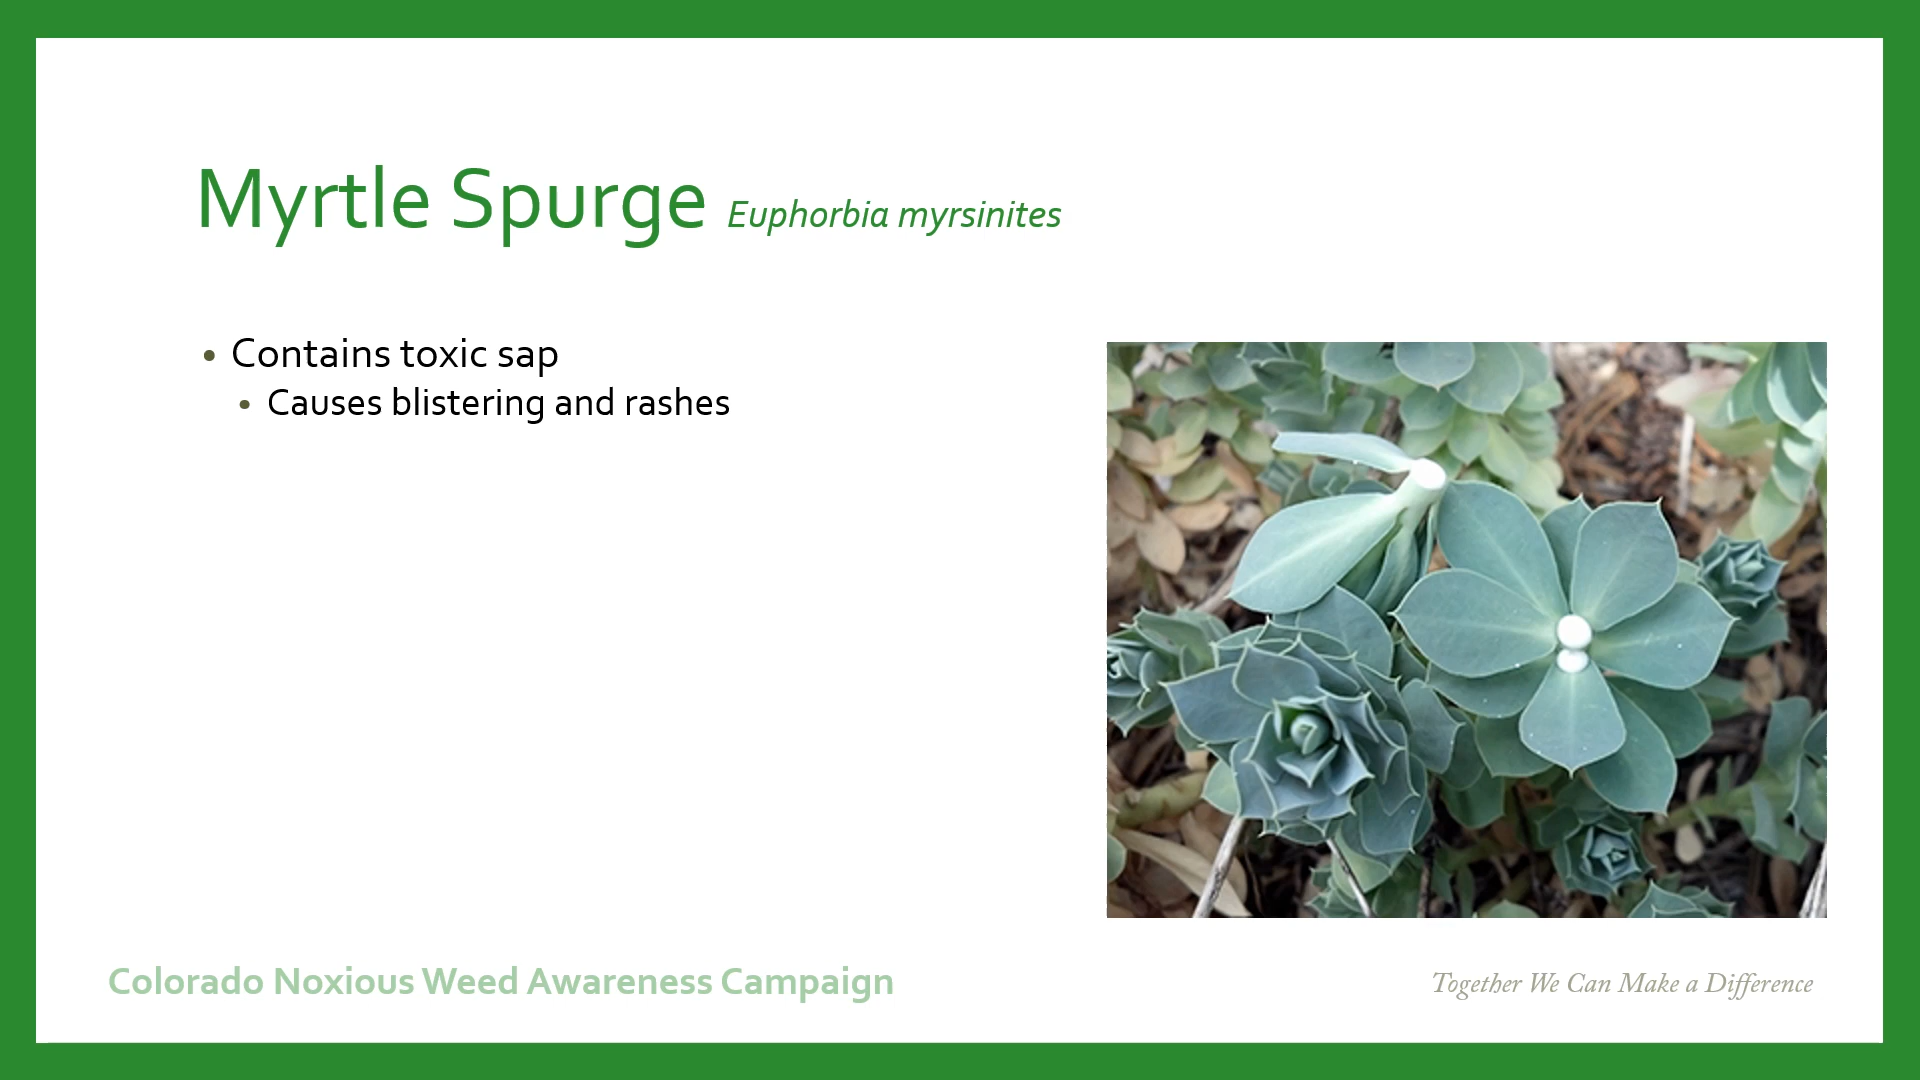 Myrtle Spurge Euphorbia myrsinites
• Contains toxic sap
• Causes blistering and rashes
Colorado Noxious Weed Awareness Campaign
Together We Can Make a Difference